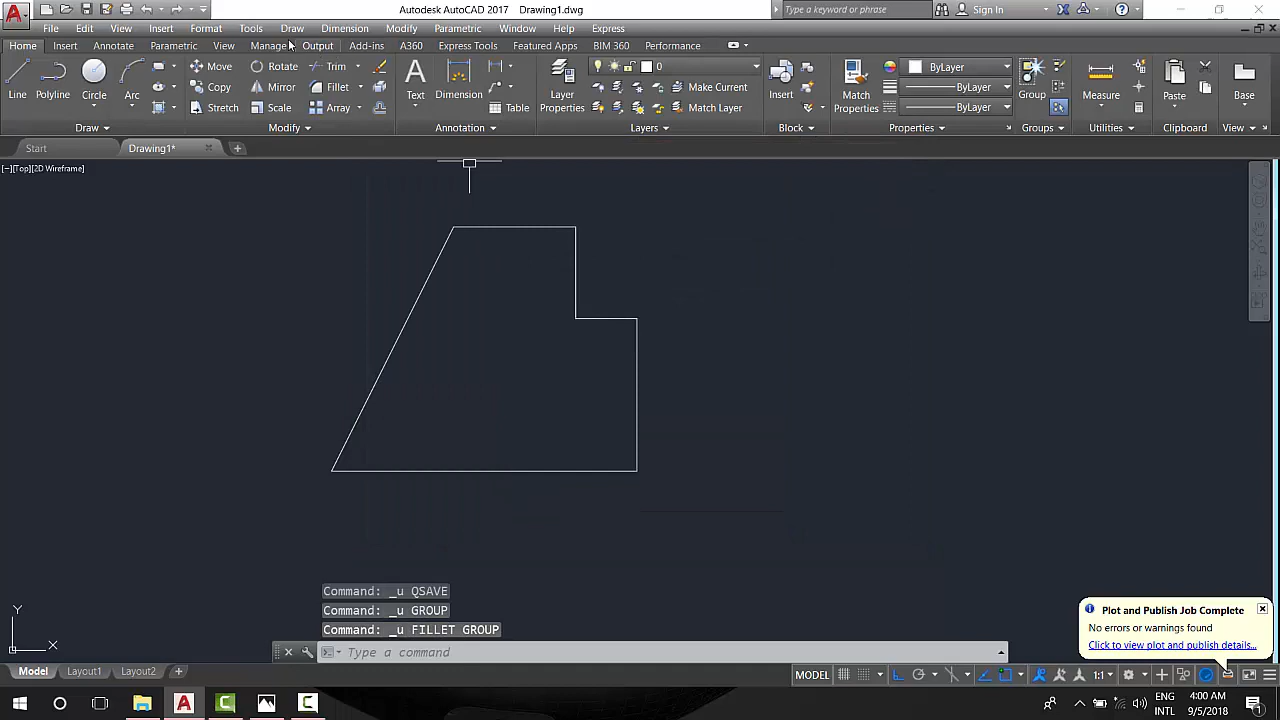 Autodesk AutoCAD 2017 Drawing1.dwg
Type a keyword or phrase
Sign In
File Edit View Insert Format Tools Draw Dimension Modify Parametric Window Help Express
Home Insert Annotate Parametric View Manage Output Add-ins A360 Express Tools Featured Apps BIM 360 Performance
Line Polyline Circle Arc
Move Rotate Trim
Copy Mirror Fillet
Stretch Scale Array
Text Dimension Table
Layer Properties
0
Make Current
Match Layer
Insert
Match Properties
ByLayer
ByLayer
ByLayer
Group
Measure
Paste
Base
Draw Modify Annotation Layers Block Properties Groups Utilities Clipboard View
Start Drawing1*
[−][Top][2D Wireframe]
Command: _u QSAVE
Command: _u GROUP
Command: _u FILLET GROUP
Type a command
Y
X
Plot and Publish Job Complete
No errors or warnings found
Click to view plot and publish details...
Model Layout1 Layout2
MODEL 1:1
ENG
INTL
4:00 AM
9/5/2018